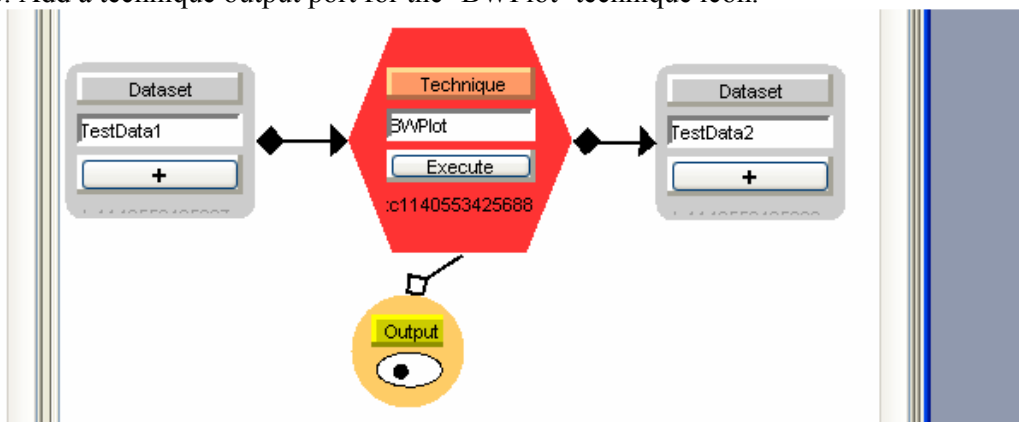 Add a technique output port for the "BWPlot" technique icon.
Dataset
TestData1
+
Technique
BWPlot
Execute
:c1140553425688
Dataset
TestData2
+
Output